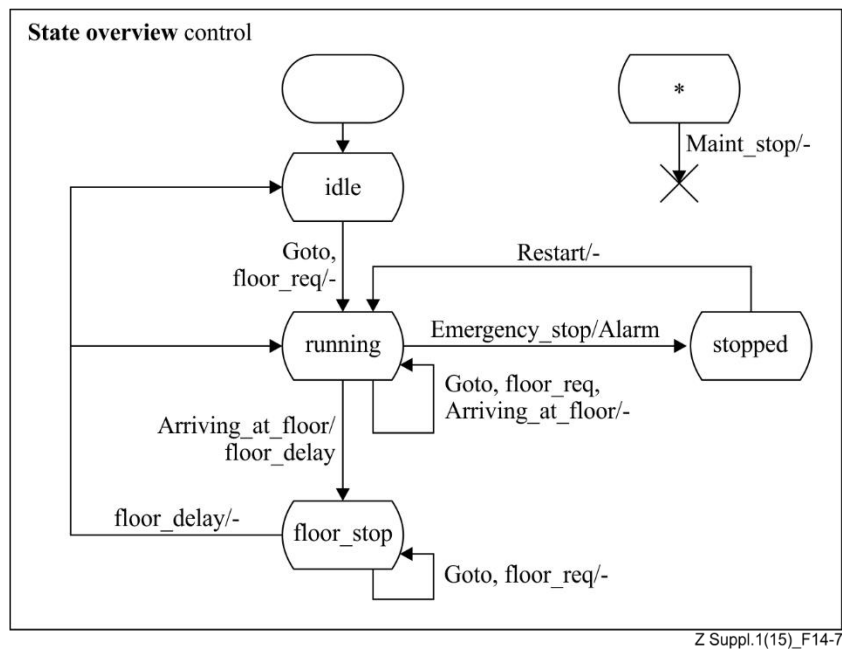 State overview control
*
Maint_stop/-
idle
Goto,
floor_req/-
Restart/-
running
Emergency_stop/Alarm
stopped
Goto, floor_req,
Arriving_at_floor/-
Arriving_at_floor/
floor_delay
floor_delay/-
floor_stop
Goto, floor_req/-
Z Suppl.1(15)_F14-7